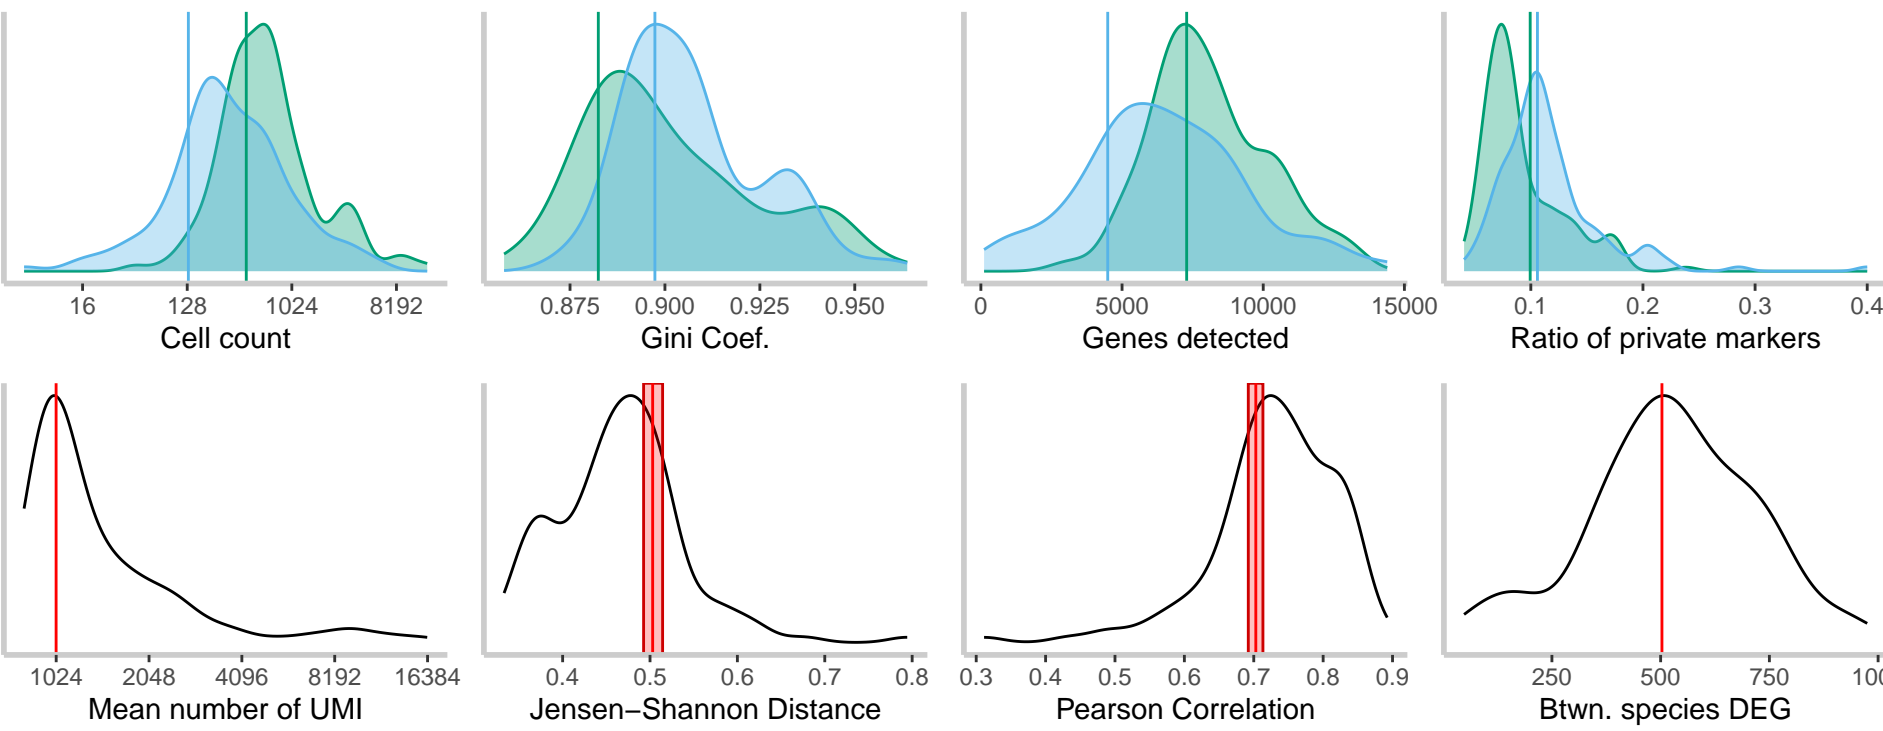 16 128 1024 8192
Cell count
0.875 0.900 0.925 0.950
Gini Coef.
0 5000 10000 15000
Genes detected
0.1 0.2 0.3 0.4
Ratio of private markers
1024 2048 4096 8192 16384
Mean number of UMI
0.4 0.5 0.6 0.7 0.8
Jensen−Shannon Distance
0.3 0.4 0.5 0.6 0.7 0.8 0.9
Pearson Correlation
250 500 750 100
Btwn. species DEG